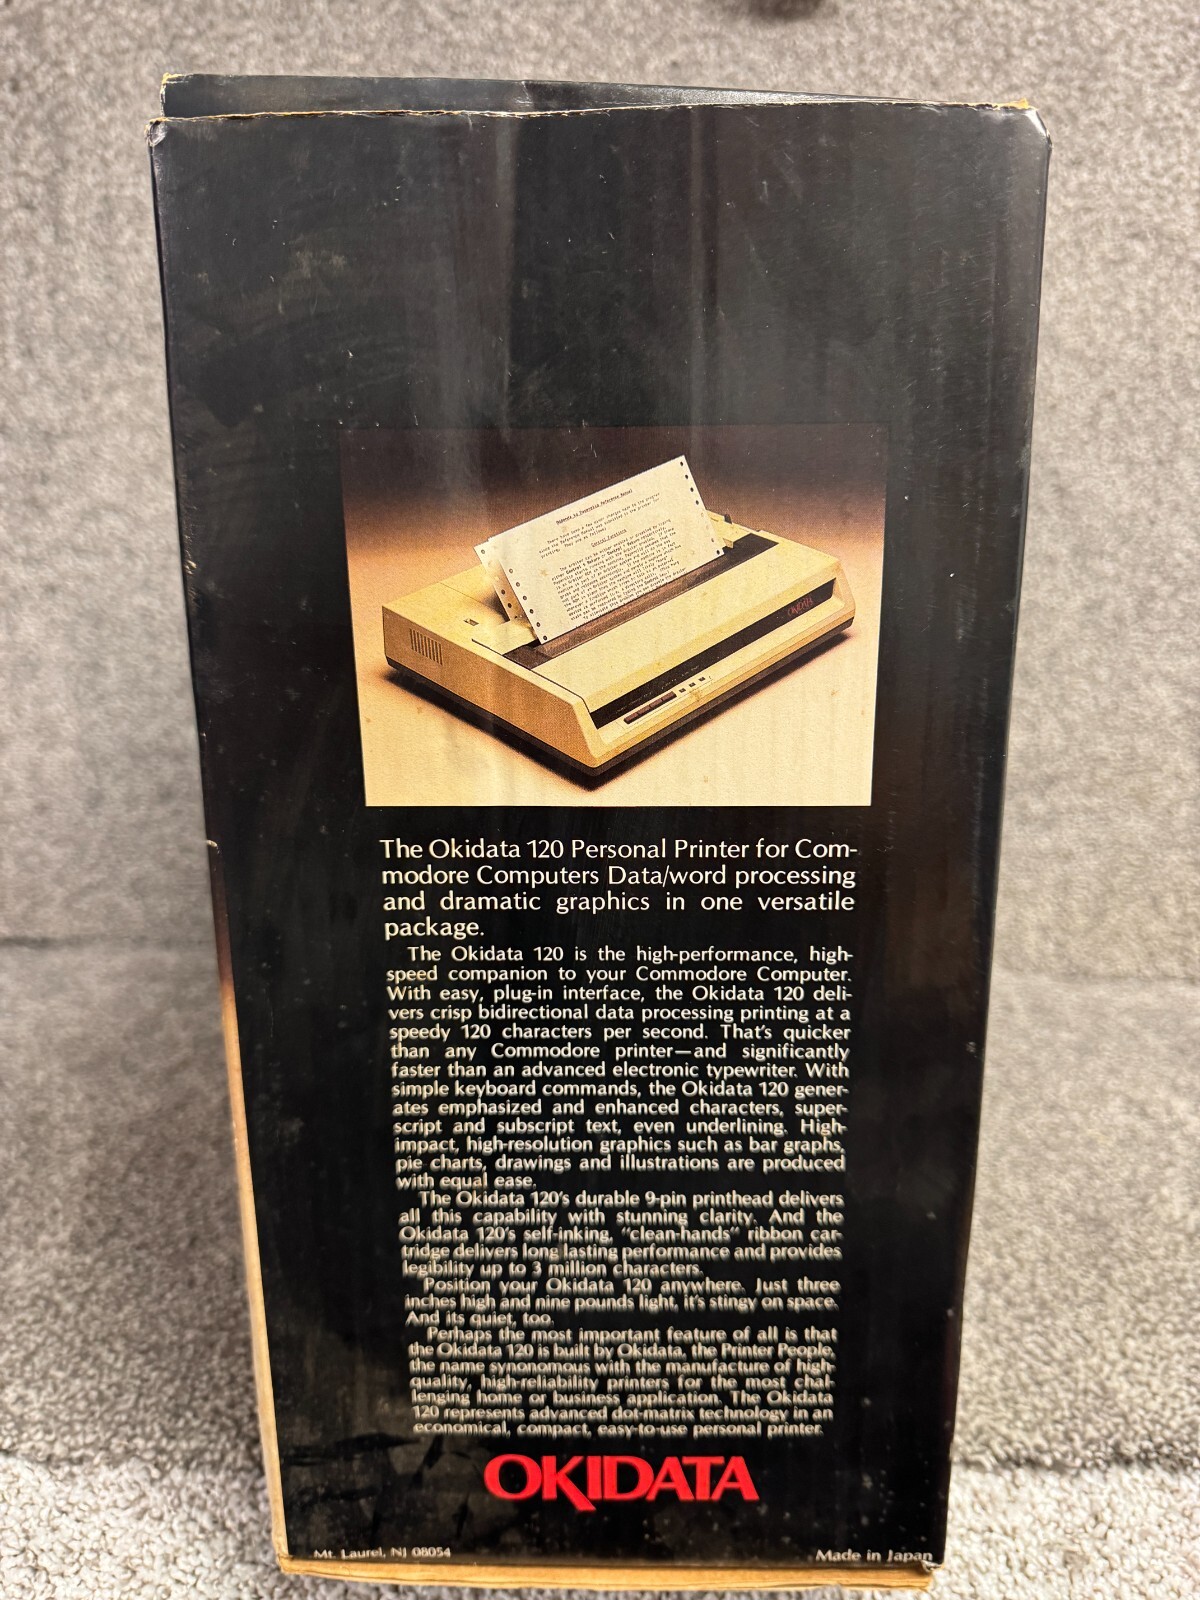 OKIDATA
The Okidata 120 Personal Printer for Com-
modore Computers Data/word processing
and dramatic graphics in one versatile
package.
The Okidata 120 is the high-performance, high-
speed companion to your Commodore Computer.
With easy, plug-in interface, the Okidata 120 deli-
vers crisp bidirectional data processing printing at a
speedy 120 characters per second. That's quicker
than any Commodore printer—and significantly
faster than an advanced electronic typewriter. With
simple keyboard commands, the Okidata 120 gener-
ates emphasized and enhanced characters, super-
script and subscript text, even underlining. High-
impact, high-resolution graphics such as bar graphs,
pie charts, drawings and illustrations are produced
with equal ease.
The Okidata 120's durable 9-pin printhead delivers
all this capability with stunning clarity. And the
Okidata 120's self-inking, "clean-hands" ribbon car-
tridge delivers long lasting performance and provides
legibility up to 3 million characters.
Position your Okidata 120 anywhere. Just three
inches high and nine pounds light, it's stingy on space.
And its quiet, too.
Perhaps the most important feature of all is that
the Okidata 120 is built by Okidata, the Printer People,
the name synonomous with the manufacture of high-
quality, high-reliability printers for the most chal-
lenging home or business application. The Okidata
120 represents advanced dot-matrix technology in an
economical, compact, easy-to-use personal printer.
OKIDATA
Mt. Laurel, NJ 08054
Made in Japan